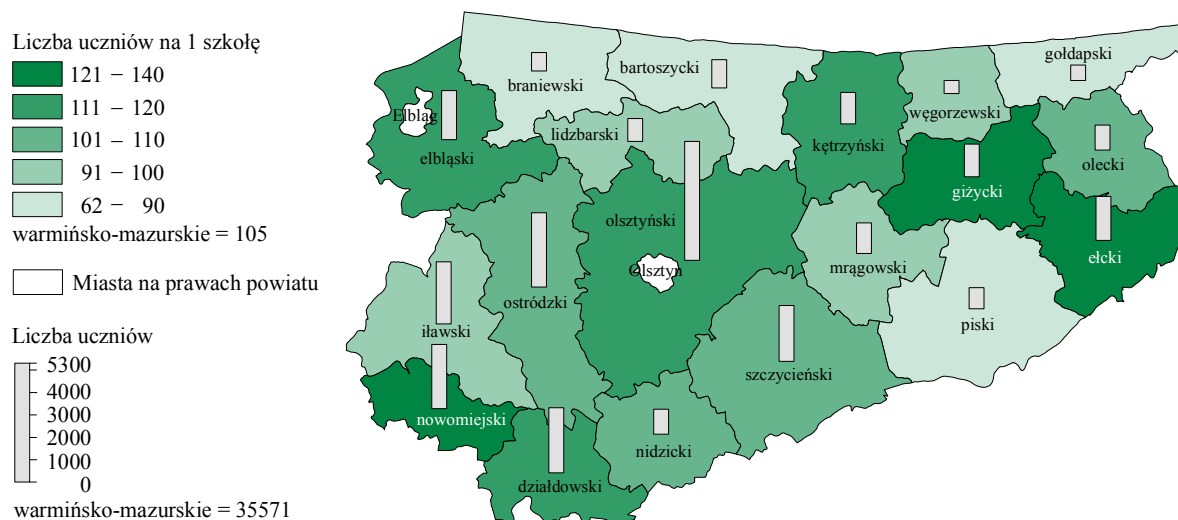 Liczba uczniów na 1 szkołę
121 – 140
111 – 120
101 – 110
91 – 100
62 – 90
warmińsko-mazurskie = 105
Miasta na prawach powiatu
Liczba uczniów
5300
4000
3000
2000
1000
0
warmińsko-mazurskie = 35571
gołdapski
bartoszycki
braniewski
węgorzewski
Elbląg
lidzbarski
kętrzyński
olecki
elbląski
giżycki
olsztyński
ełcki
mrągowski
Olsztyn
ostródzki
piski
iławski
szczycieński
nowomiejski
nidzicki
działdowski